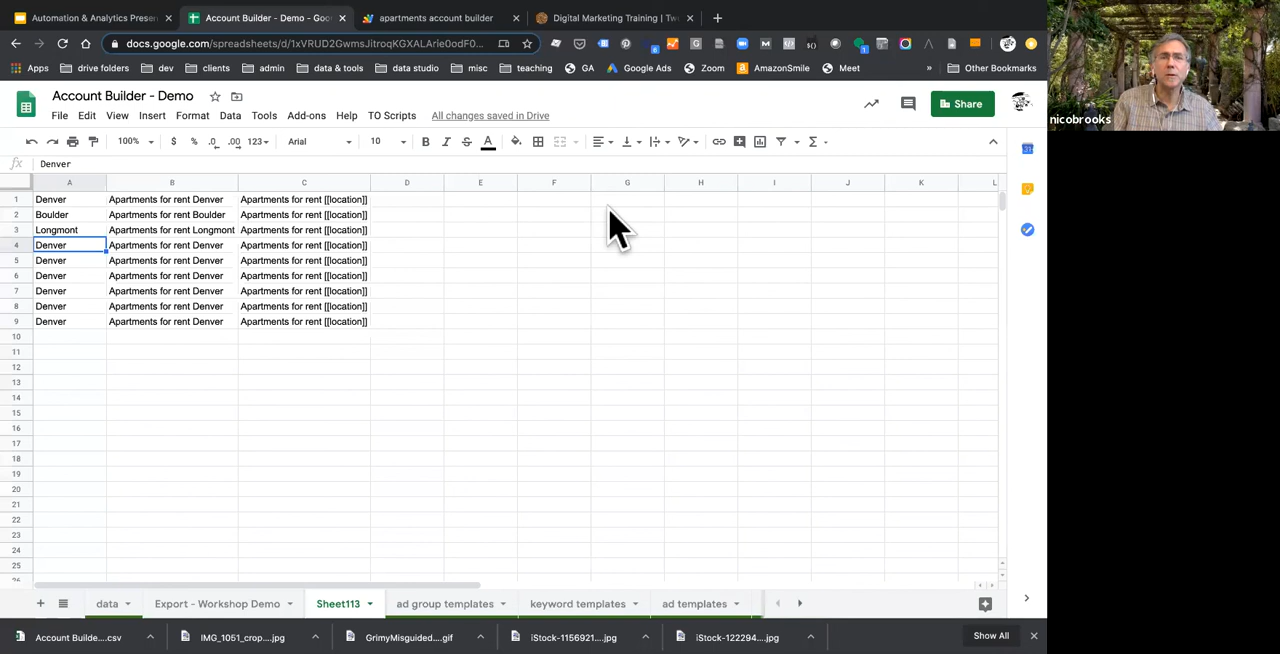 Automation & Analytics Presen
Account Builder - Demo - Goo
apartments account builder
Digital Marketing Training | Tw
docs.google.com/spreadsheets/d/1xVRUD2GwmsJitroqKGXALArie0odF0...
Apps
drive folders
dev
clients
admin
data & tools
data studio
misc
teaching
GA
Google Ads
Zoom
AmazonSmile
Meet
»
Other Bookmarks
Account Builder - Demo
File Edit View Insert Format Data Tools Add-ons Help TO Scripts All changes saved in Drive
Share
nicobrooks
100% $ % .0 .00 123 Arial 10 B I S A
fx Denver
A B C D E F G H I J K L
1 Denver Apartments for rent Denver Apartments for rent [[location]]
2 Boulder Apartments for rent Boulder Apartments for rent [[location]]
3 Longmont Apartments for rent Longmont Apartments for rent [[location]]
4 Denver Apartments for rent Denver Apartments for rent [[location]]
5 Denver Apartments for rent Denver Apartments for rent [[location]]
6 Denver Apartments for rent Denver Apartments for rent [[location]]
7 Denver Apartments for rent Denver Apartments for rent [[location]]
8 Denver Apartments for rent Denver Apartments for rent [[location]]
9 Denver Apartments for rent Denver Apartments for rent [[location]]
10
11
12
13
14
15
16
17
18
19
20
21
22
23
24
25
26
data Export - Workshop Demo Sheet113 ad group templates keyword templates ad templates
Account Builde....csv IMG_1051_crop....jpg GrimyMisguided....gif iStock-1156921....jpg iStock-122294....jpg Show All